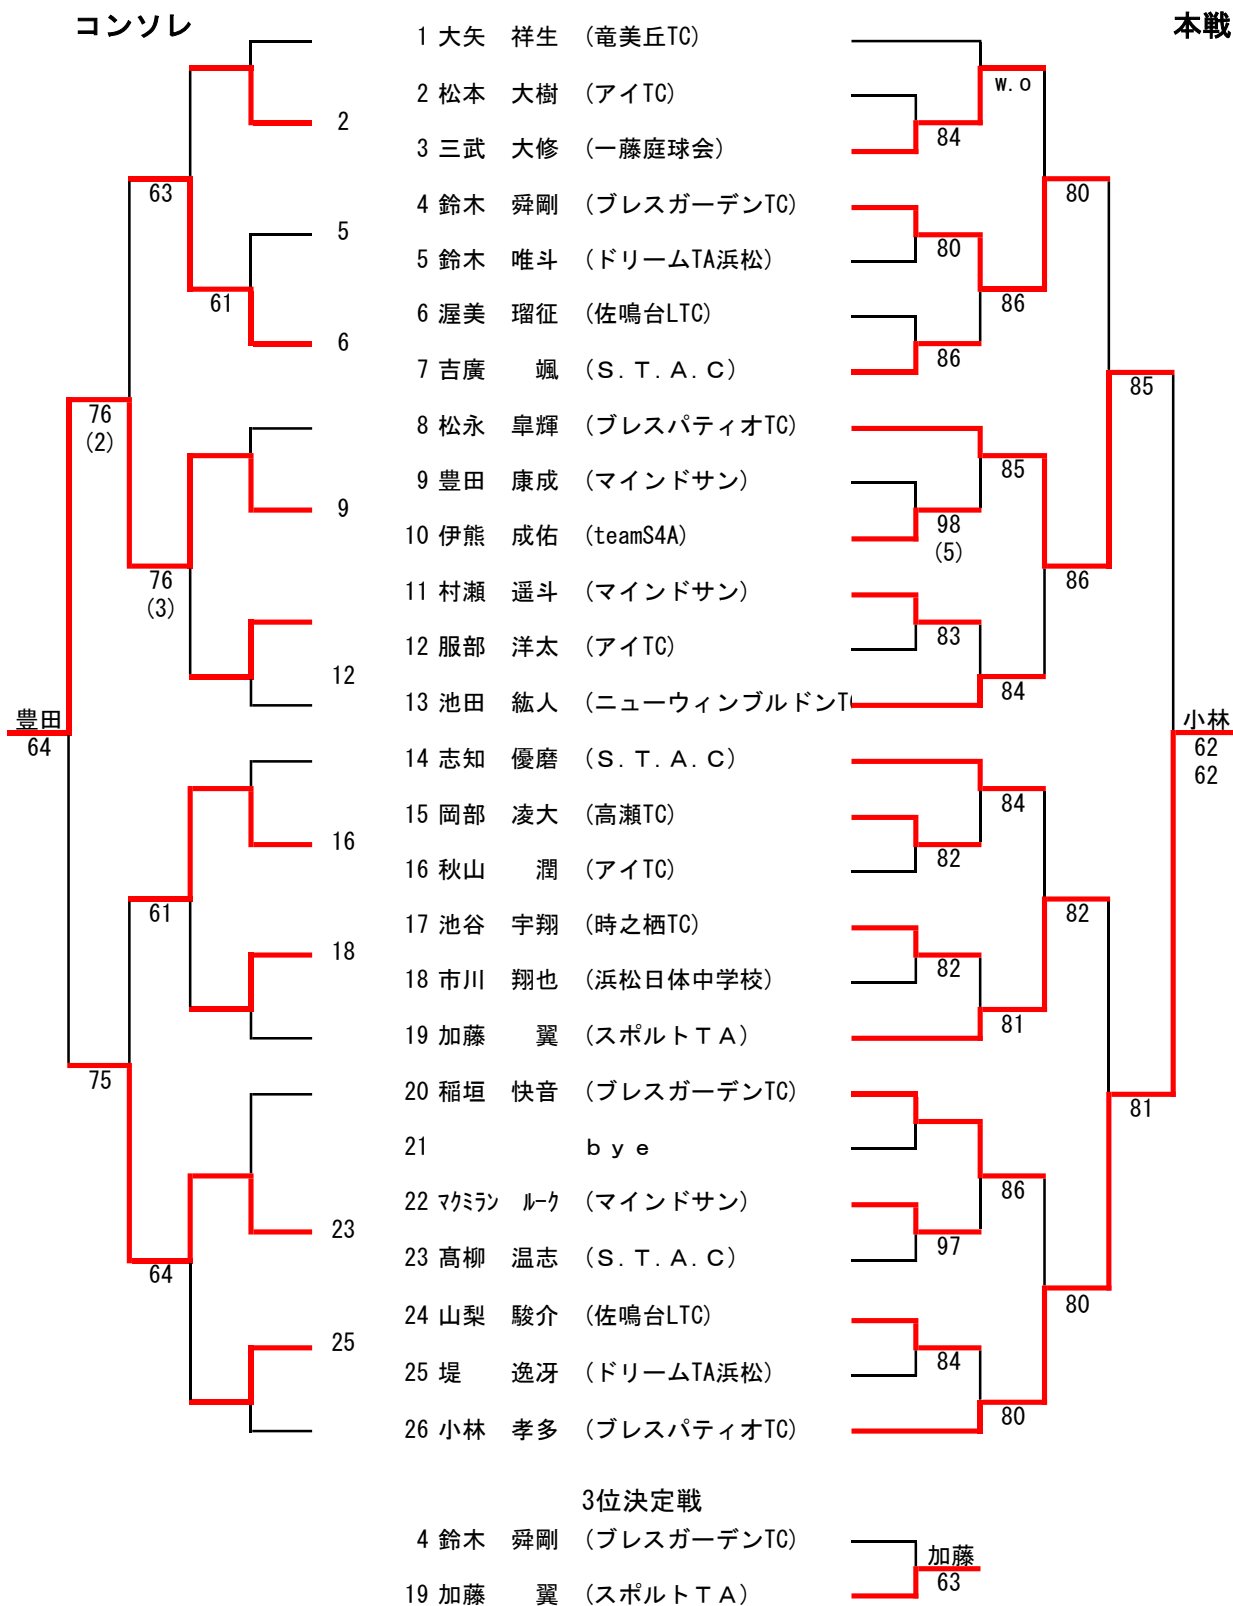 コンソレ 本戦
1 大矢 祥生 (竜美丘TC)
w.o
2 松本 大樹 (アイTC)
2 84
3 三武 大修 (一藤庭球会)
63 80
4 鈴木 舜剛 (ブレスガーデンTC)
5 80
5 鈴木 唯斗 (ドリームTA浜松)
61 86
6 渥美 瑠征 (佐鳴台LTC)
6 86
7 吉廣 颯 (S.T.A.C)
76 85
(2)
8 松永 皐輝 (ブレスパティオTC)
85
9 豊田 康成 (マインドサン)
9 98
10 伊熊 成佑 (teamS4A)
(5)
76 86
(3)
11 村瀬 遥斗 (マインドサン)
83
12 服部 洋太 (アイTC)
12 84
13 池田 紘人 (ニューウィンブルドンT
豊田 小林
64 62
62
14 志知 優磨 (S.T.A.C)
84
15 岡部 凌大 (高瀬TC)
16 82
16 秋山 潤 (アイTC)
61 82
17 池谷 宇翔 (時之栖TC)
18 82
18 市川 翔也 (浜松日体中学校)
81
19 加藤 翼 (スポルトTA)
75 81
20 稲垣 快音 (ブレスガーデンTC)
21 bye
86
22 マクミラン ルーク (マインドサン)
23 97
23 髙柳 温志 (S.T.A.C)
64 80
24 山梨 駿介 (佐鳴台LTC)
25 84
25 堤 逸冴 (ドリームTA浜松)
80
26 小林 孝多 (ブレスパティオTC)
3位決定戦
4 鈴木 舜剛 (ブレスガーデンTC)
加藤
63
19 加藤 翼 (スポルトTA)